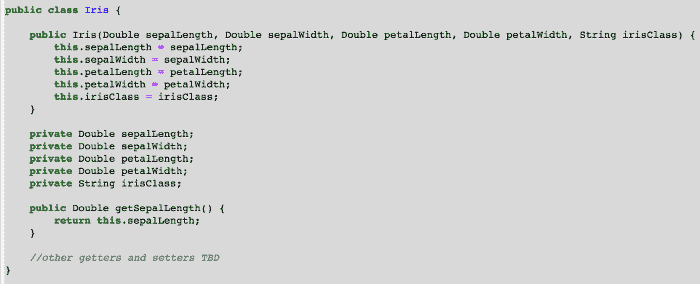 public class Iris {
public Iris(Double sepalLength, Double sepalWidth, Double petalLength, Double petalWidth, String irisClass) {
this.sepalLength = sepalLength;
this.sepalWidth = sepalWidth;
this.petalLength = petalLength;
this.petalWidth = petalWidth;
this.irisClass = irisClass;
}
private Double sepalLength;
private Double sepalWidth;
private Double petalLength;
private Double petalWidth;
private String irisClass;
public Double getSepalLength() {
return this.sepalLength;
}
//other getters and setters TBD
}